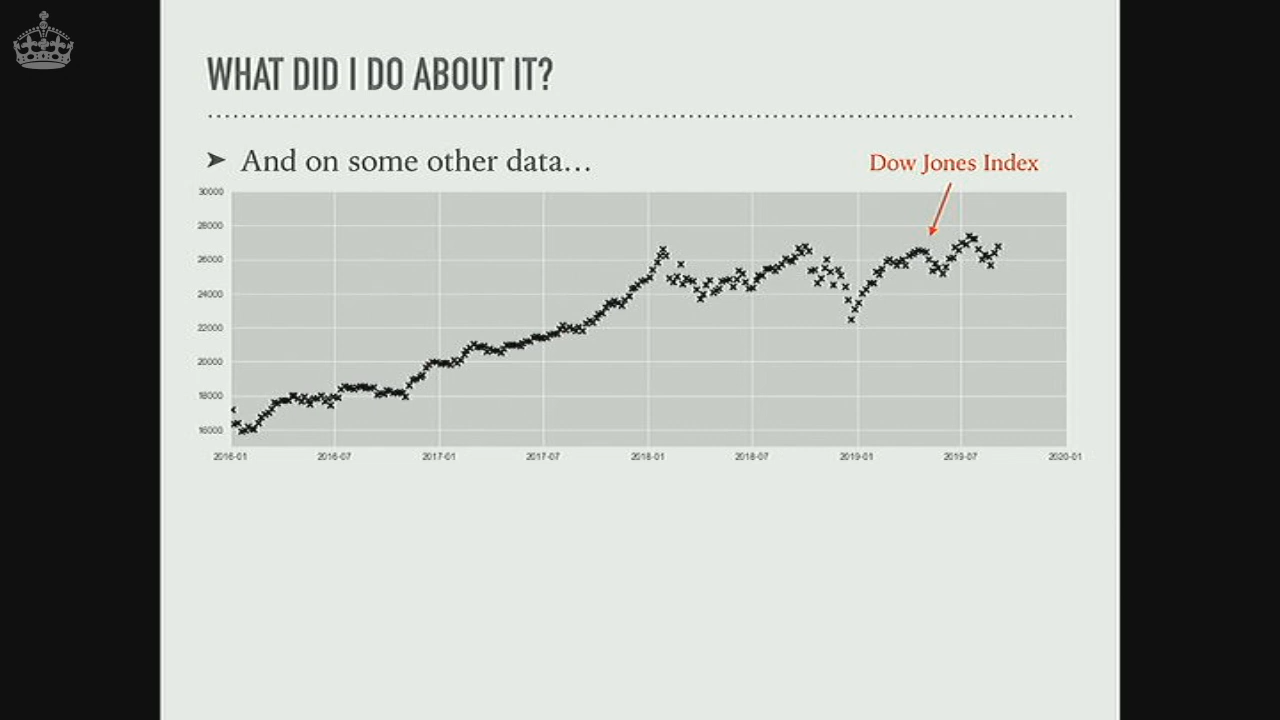 WHAT DID I DO ABOUT IT?
➤ And on some other data...
Dow Jones Index
30000
28000
26000
24000
22000
20000
18000
16000
2016-01 2016-07 2017-01 2017-07 2018-01 2018-07 2019-01 2019-07 2020-01